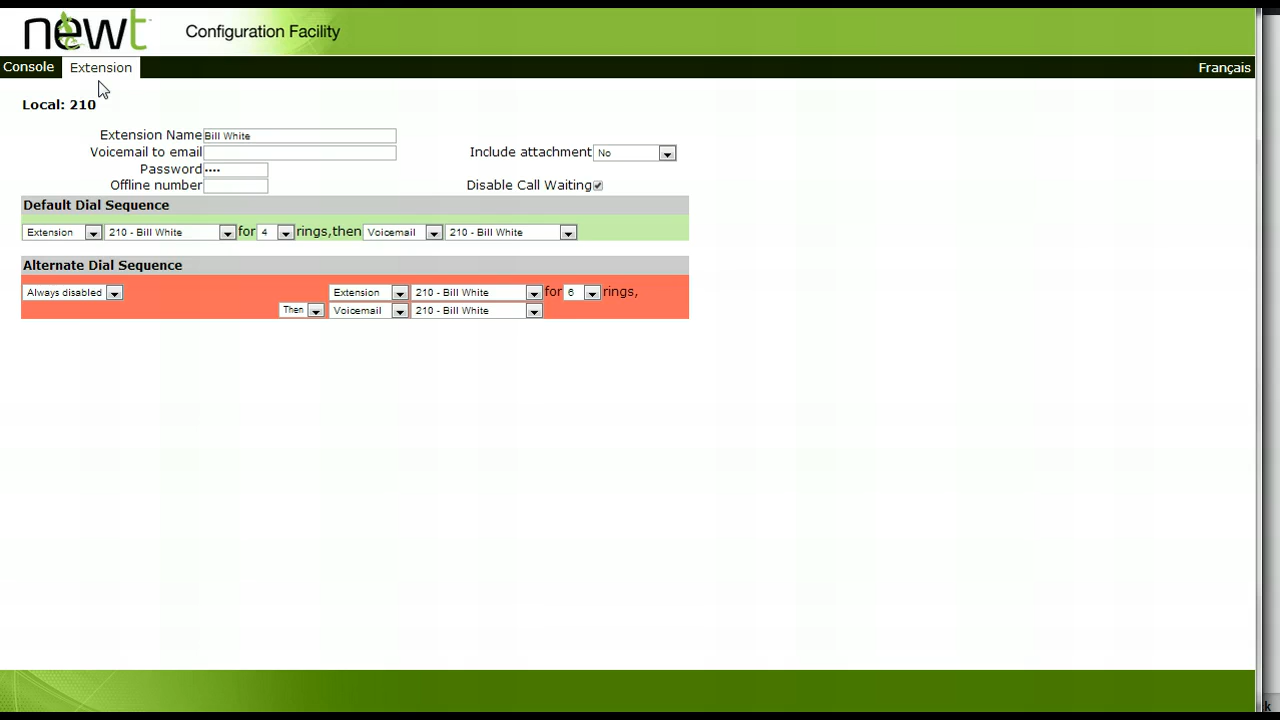 newt Configuration Facility
Console Extension Français
Local: 210
Extension Name Bill White
Voicemail to email Include attachment No
Password ••••
Offline number Disable Call Waiting
Default Dial Sequence
Extension 210 - Bill White for 4 rings,then Voicemail 210 - Bill White
Alternate Dial Sequence
Always disabled Extension 210 - Bill White for 6 rings,
Then Voicemail 210 - Bill White
k